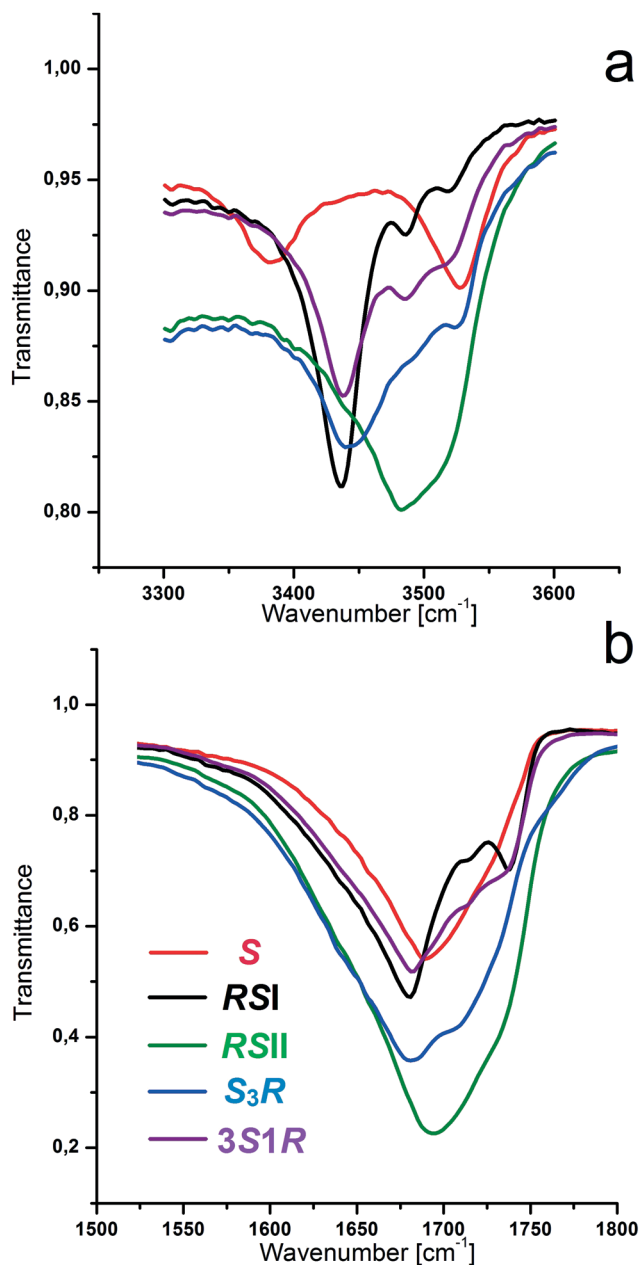 a
1,00
0,95
0,90
0,85
0,80
Transmittance
3300 3400 3500 3600
Wavenumber [cm⁻¹]
b
1,0
0,8
0,6
0,4
0,2
Transmittance
S
RSI
RSII
S₃R
3S1R
1500 1550 1600 1650 1700 1750 1800
Wavenumber [cm⁻¹]